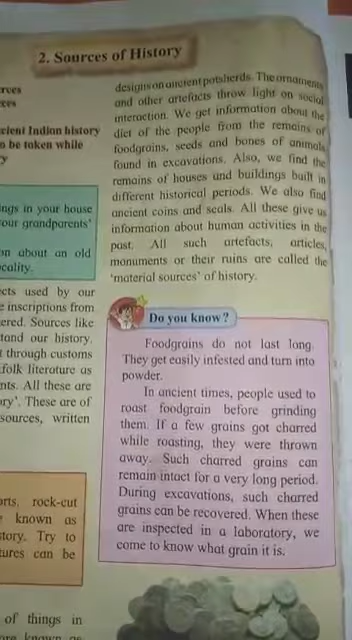 2. Sources of History
ancient Indian history
be taken while
ings in your house
our grandparents'
on about an old
ocality.
cts used by our
e inscriptions from
ered. Sources like
tand our history.
t through customs
folk literature as
nts. All these are
ory'. These are of
sources, written
orts, rock-cut
known as
story. Try to
tures can be
of things in
designs on ancient potsherds. The ornaments
and other artefacts throw light on social
interaction. We get information about the
diet of the people from the remains of
foodgrains, seeds and bones of animals
found in excavations. Also, we find the
remains of houses and buildings built in
different historical periods. We also find
ancient coins and seals. All these give us
information about human activities in the
past. All such artefacts, articles,
monuments or their ruins are called the
'material sources' of history.
Do you know?
Foodgrains do not last long.
They get easily infested and turn into
powder.
In ancient times, people used to
roast foodgrain before grinding
them. If a few grains got charred
while roasting, they were thrown
away. Such charred grains can
remain intact for a very long period.
During excavations, such charred
grains can be recovered. When these
are inspected in a laboratory, we
come to know what grain it is.